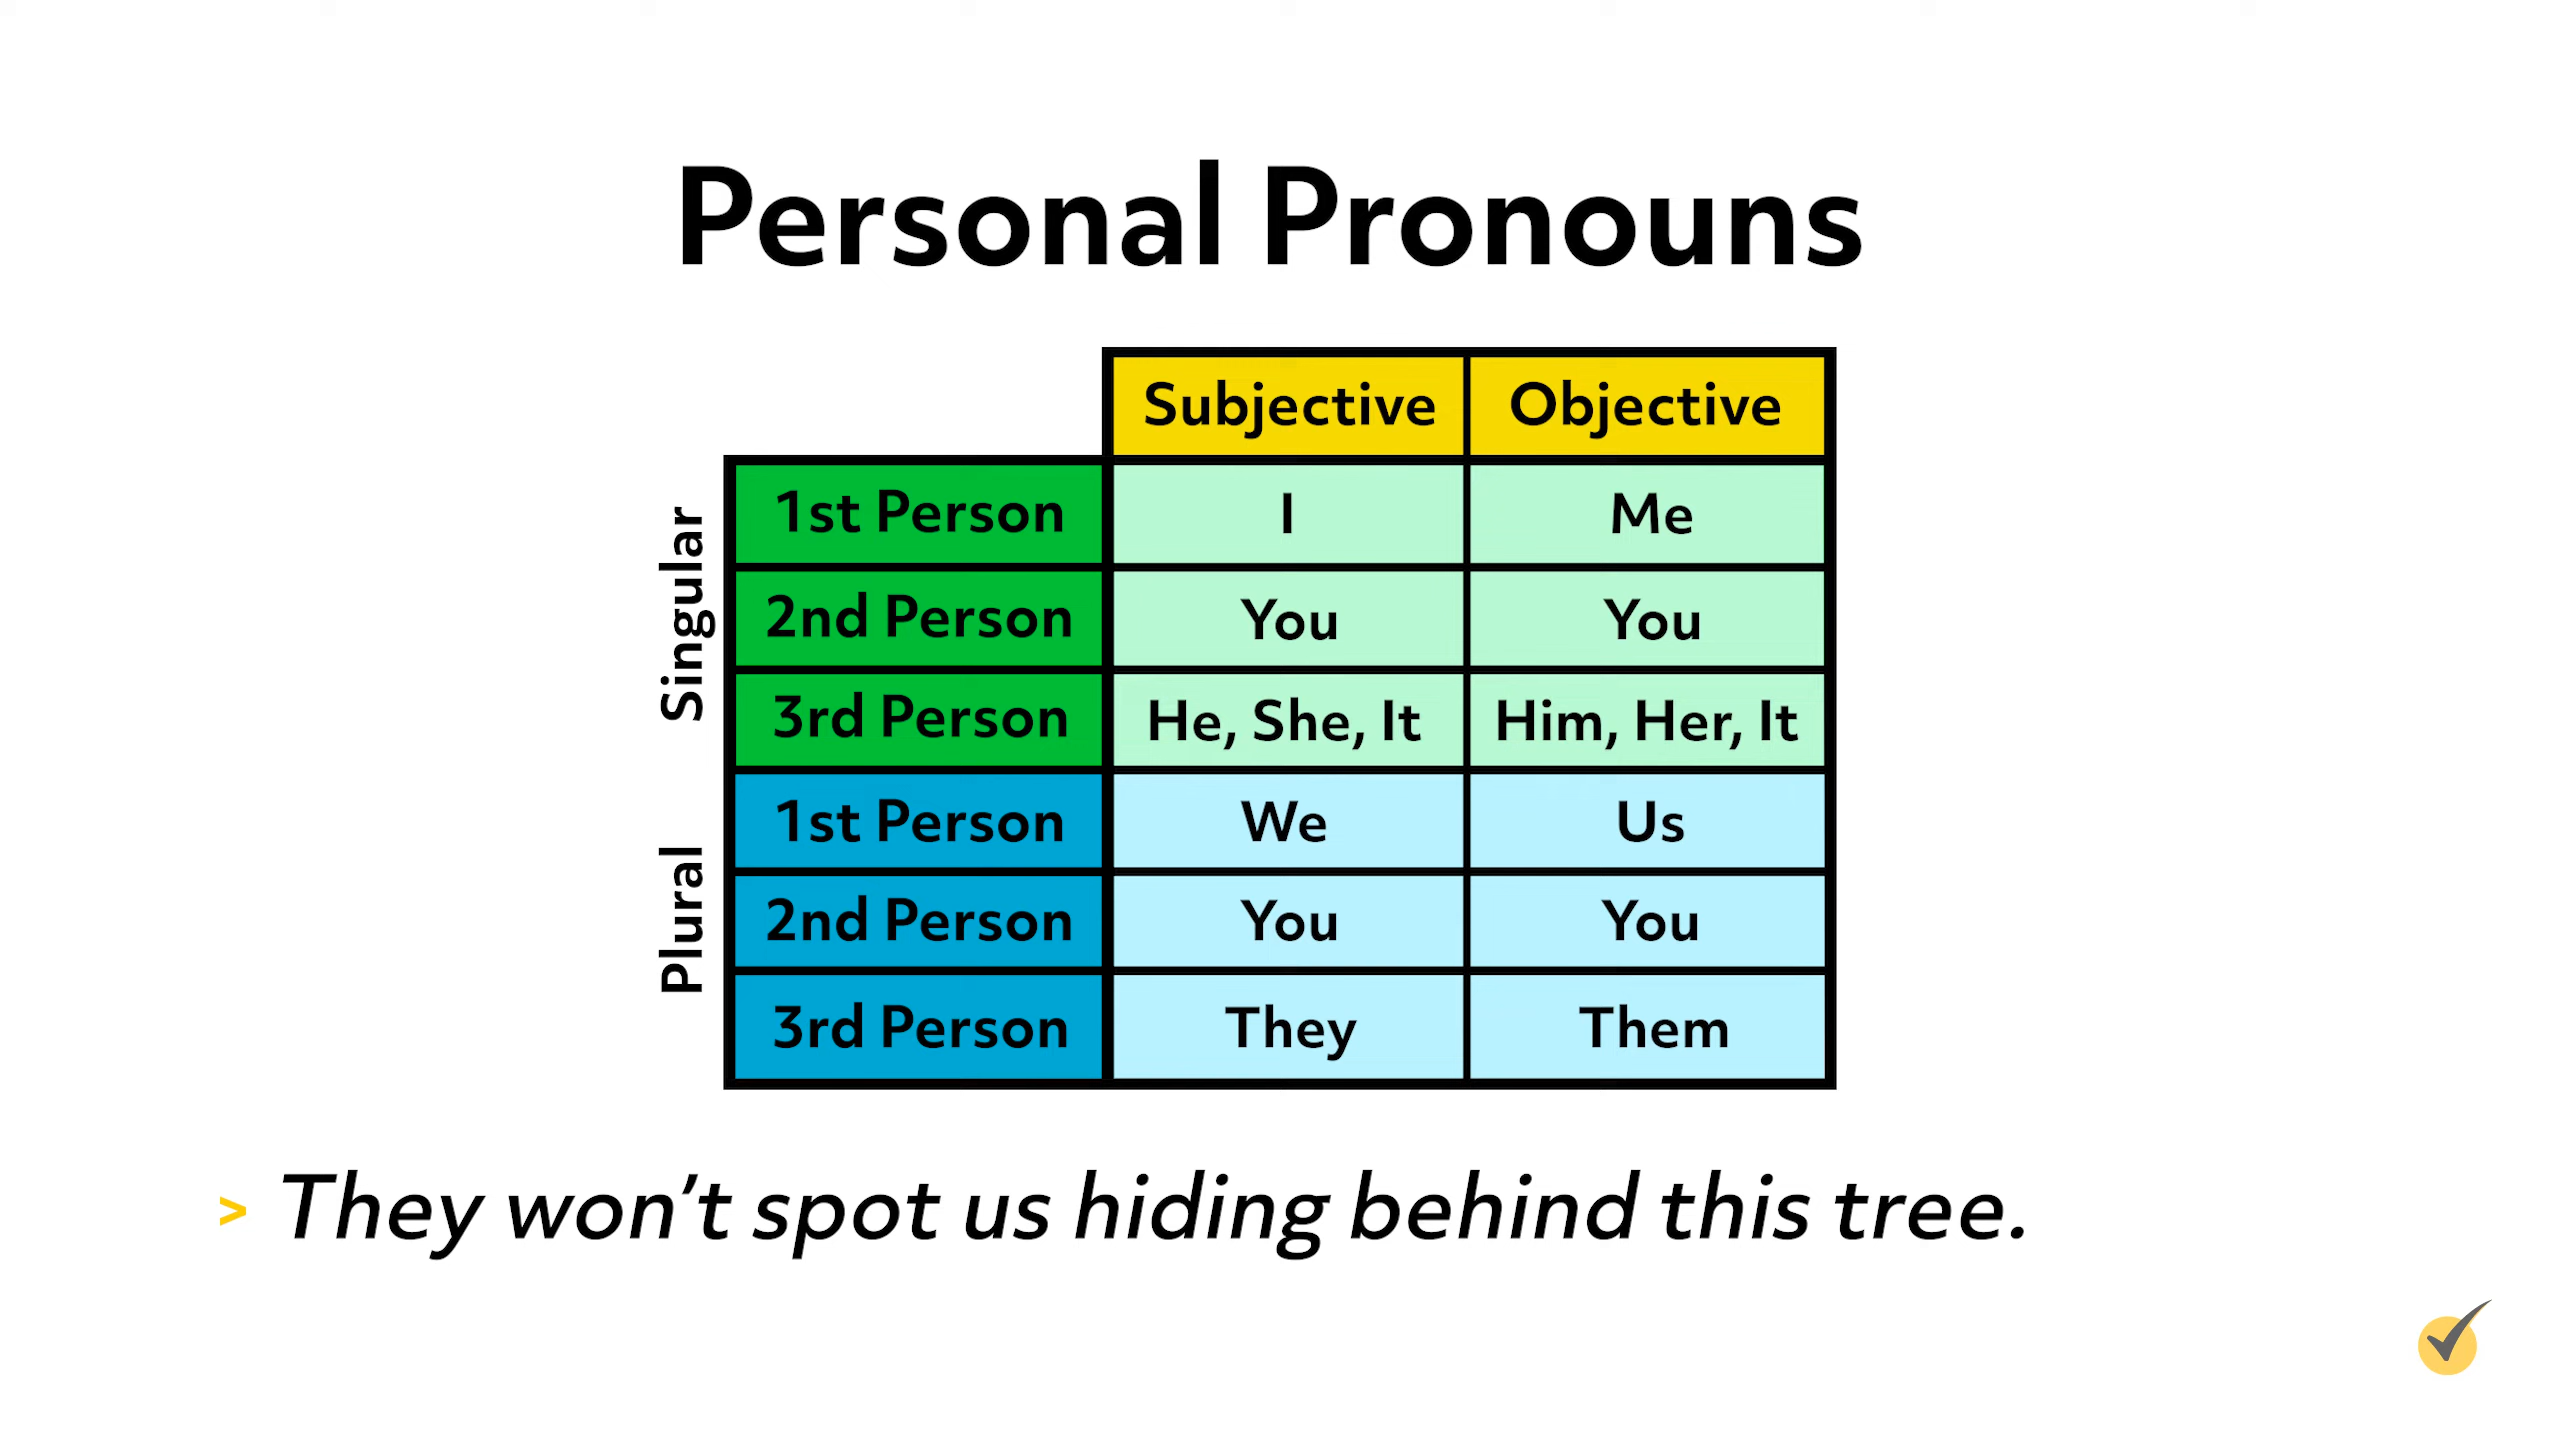 Personal Pronouns
Subjective Objective
Singular
1st Person I Me
2nd Person You You
3rd Person He, She, It Him, Her, It
Plural
1st Person We Us
2nd Person You You
3rd Person They Them
> They won't spot us hiding behind this tree.